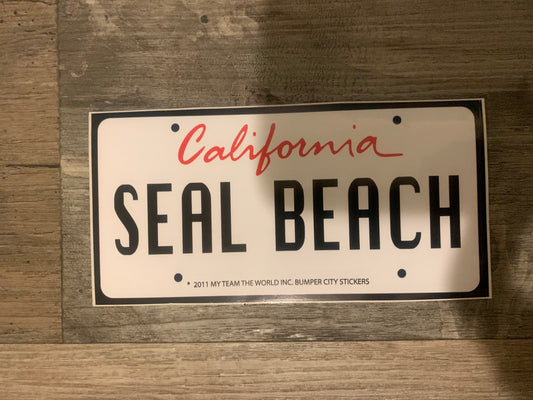 California
SEAL BEACH
* 2011 MY TEAM THE WORLD INC. BUMPER CITY STICKERS